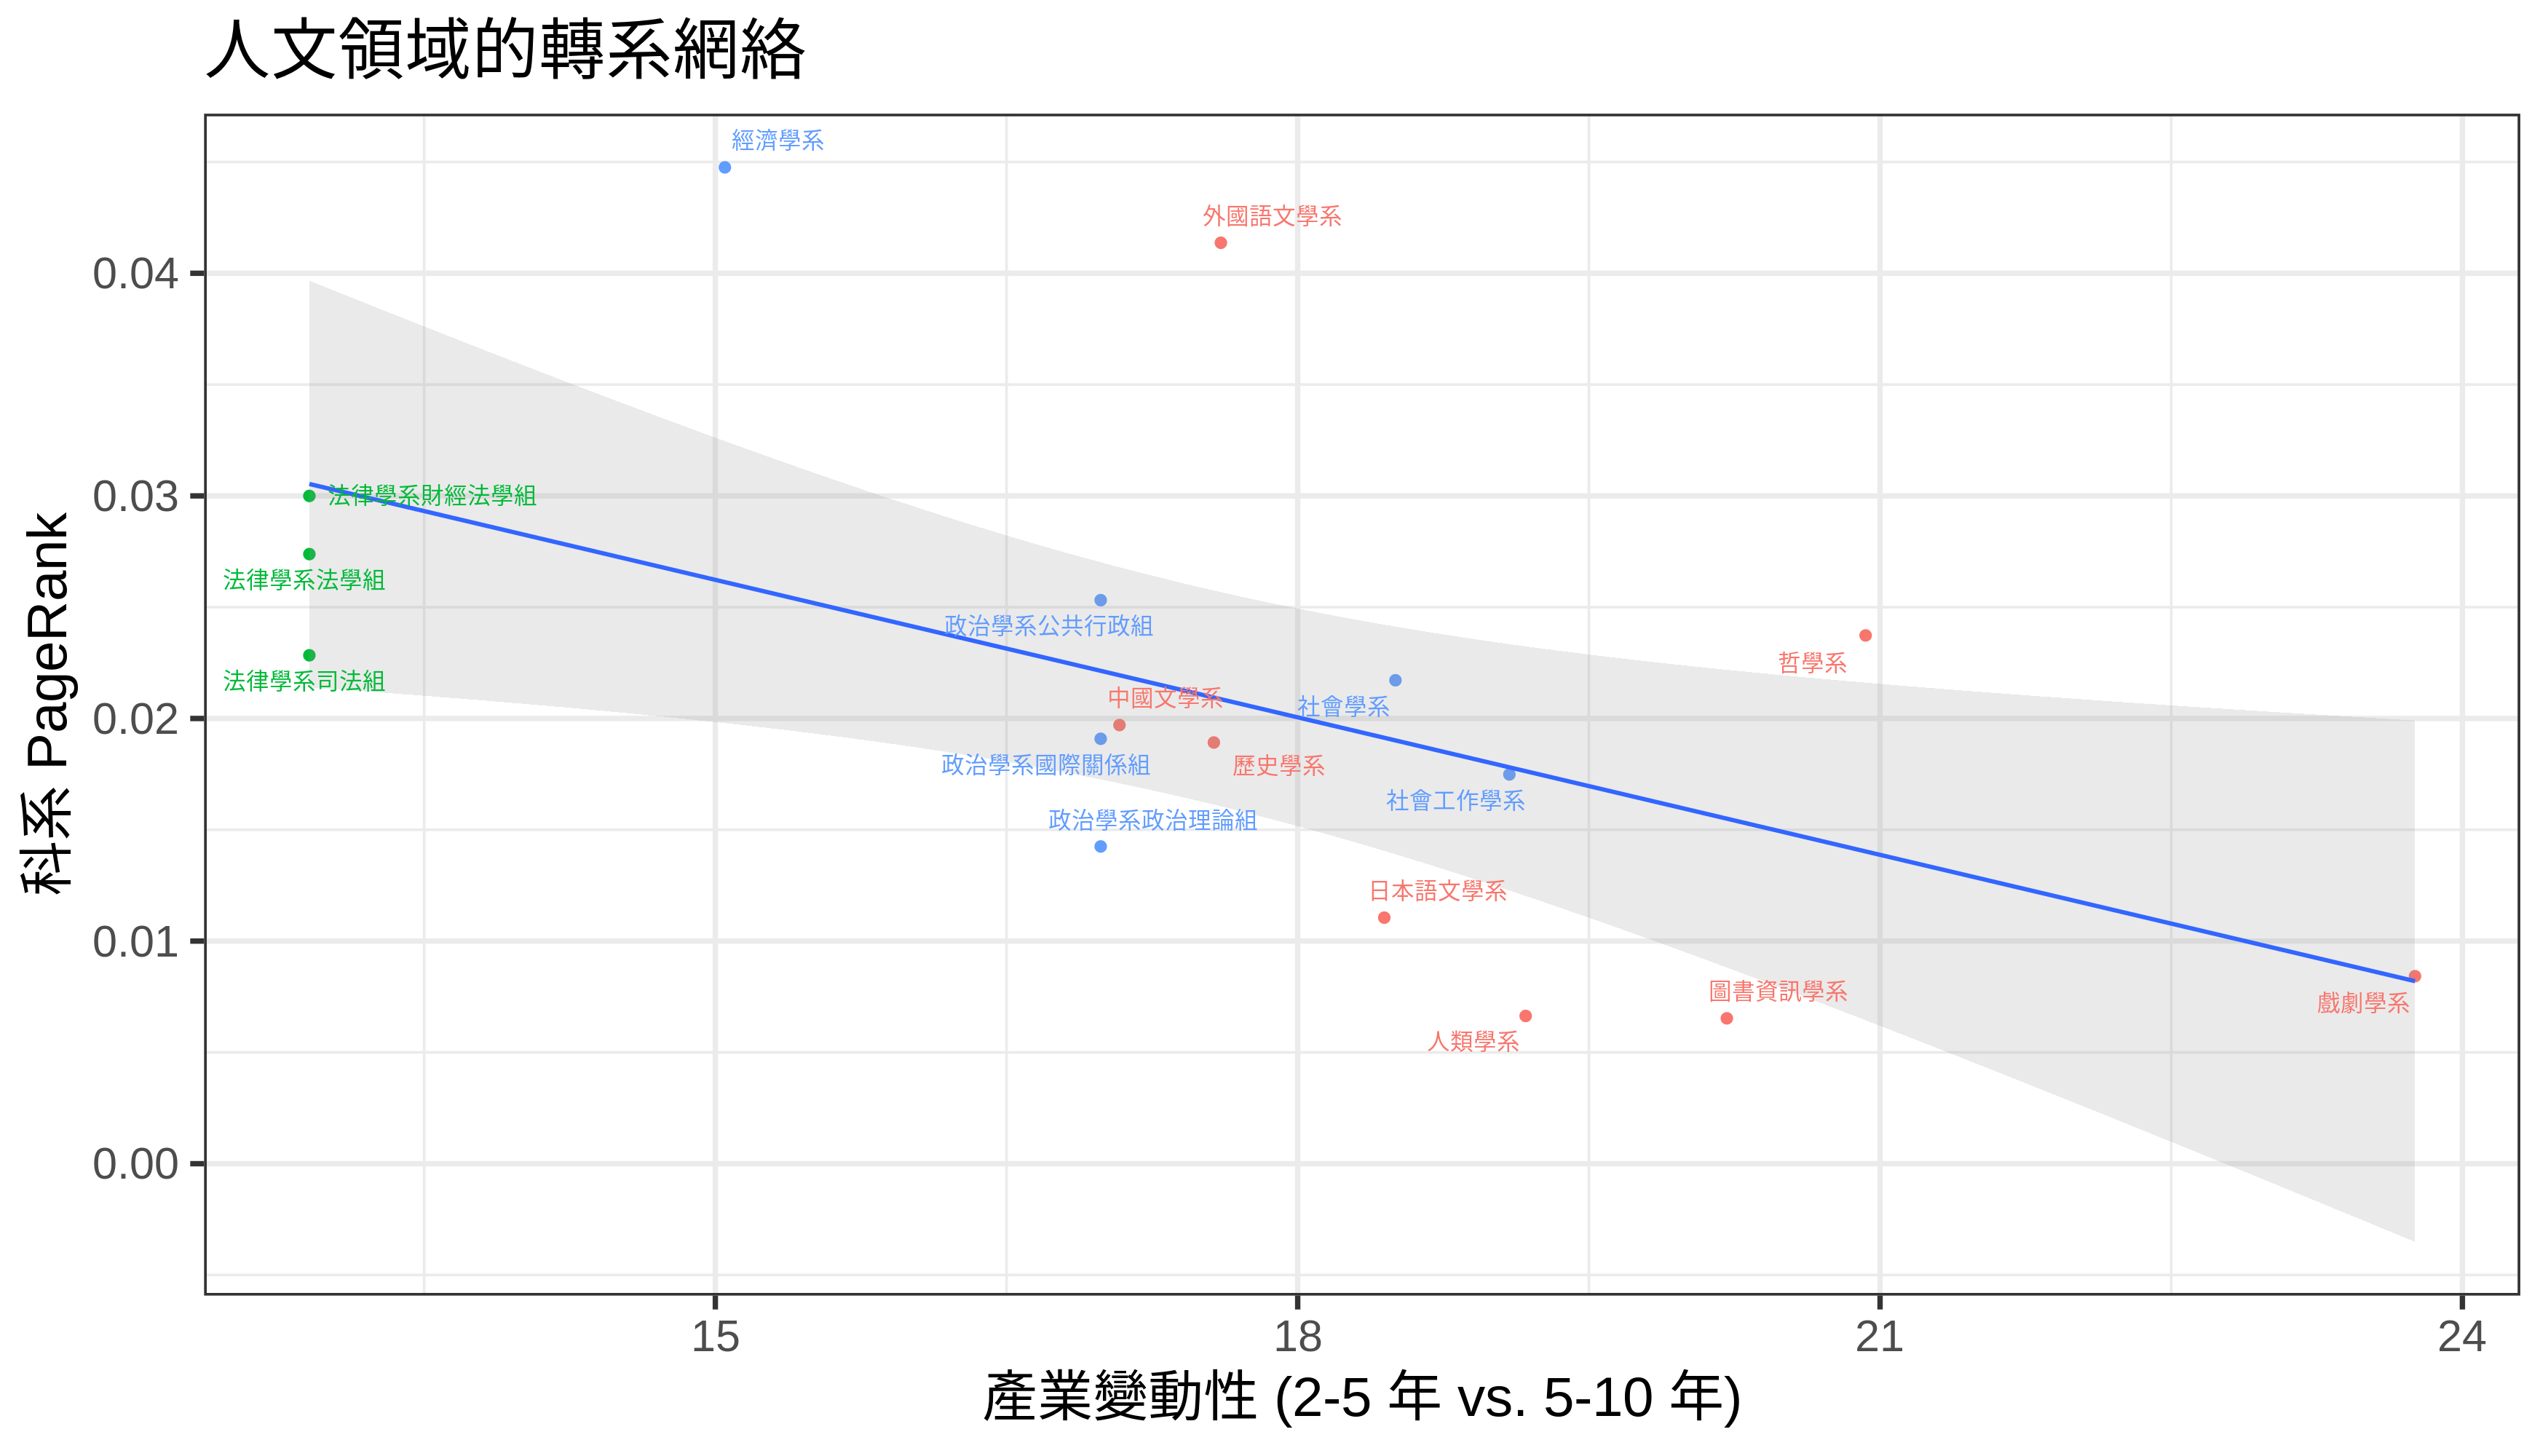 人文領域的轉系網絡
經濟學系
外國語文學系
0.04
0.03
法律學系財經法學組
法律學系法學組
政治學系公共行政組
哲學系
法律學系司法組
中國文學系
社會學系
0.02
政治學系國際關係組
歷史學系
社會工作學系
政治學系政治理論組
日本語文學系
0.01
圖書資訊學系
戲劇學系
人類學系
0.00
科系 PageRank
15
18
21
24
產業變動性 (2-5 年 vs. 5-10 年)